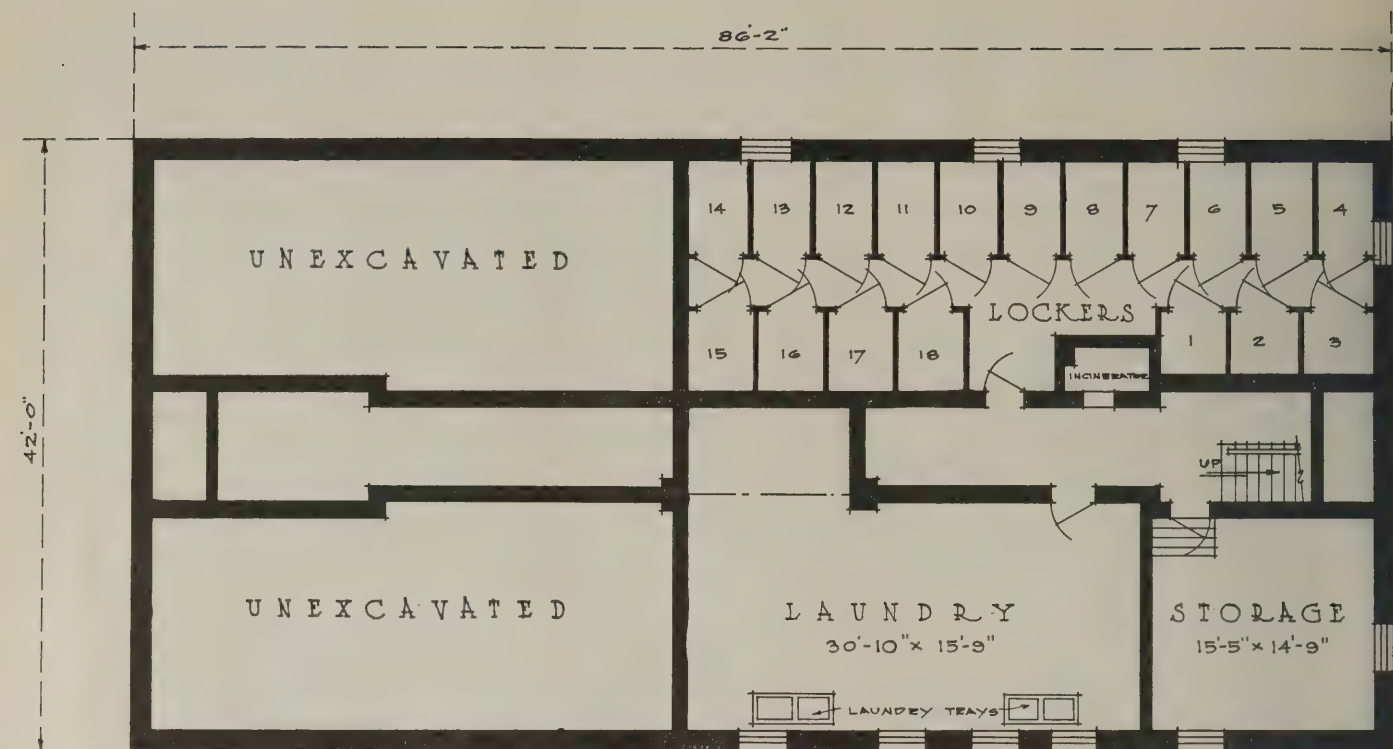 86'-2"
42'-0"
UNEXCAVATED
14 13 12 11 10 9 8 7 6 5 4
LOCKERS
15 16 17 18 1 2 3
INCINERATOR
UP
UNEXCAVATED
LAUNDRY
30'-10" x 15'-9"
STORAGE
15'-5" x 14'-9"
LAUNDRY TRAYS